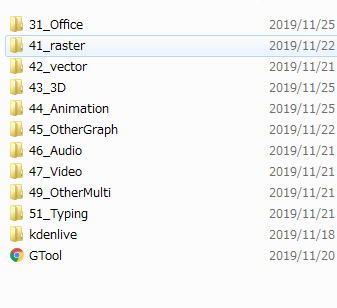 31_Office 2019/11/25
41_raster 2019/11/22
42_vector 2019/11/21
43_3D 2019/11/25
44_Animation 2019/11/25
45_OtherGraph 2019/11/22
46_Audio 2019/11/21
47_Video 2019/11/21
49_OtherMulti 2019/11/21
51_Typing 2019/11/21
kdenlive 2019/11/18
GTool 2019/11/20